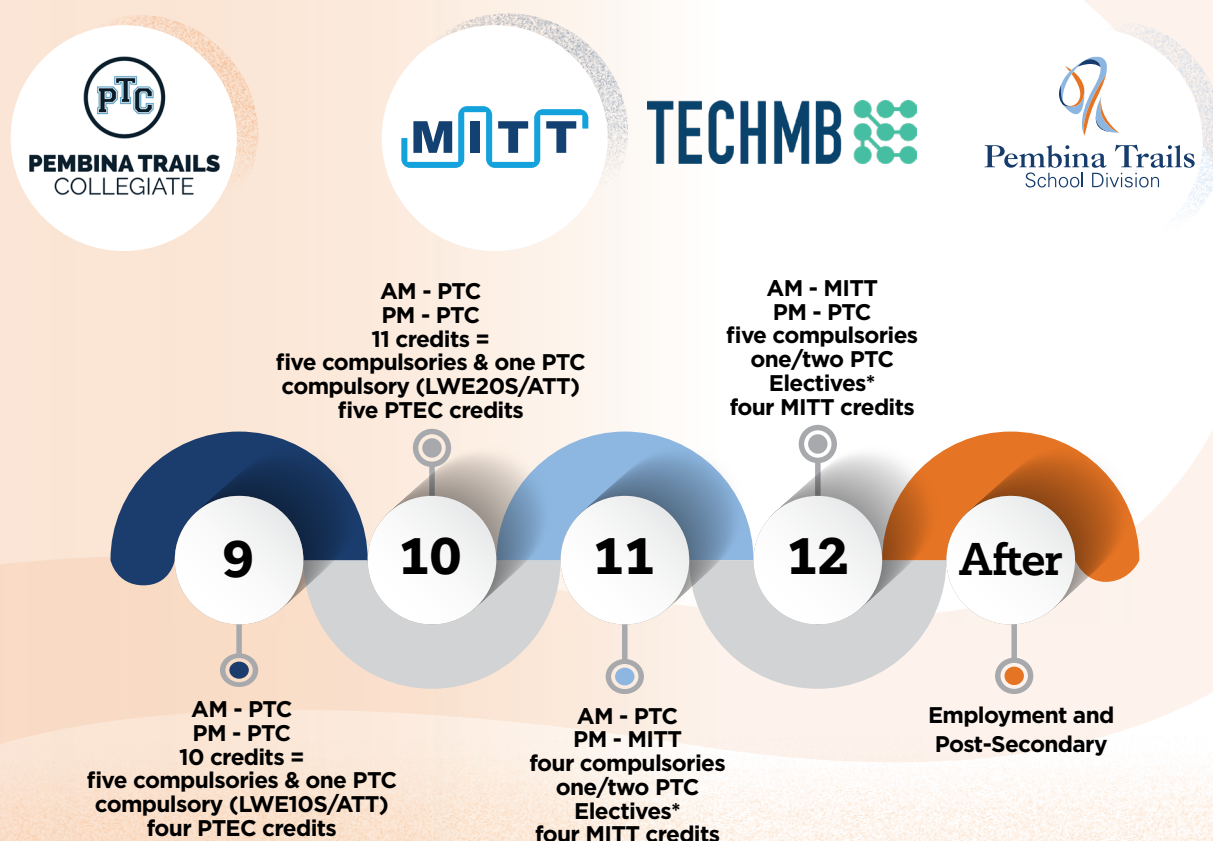 PTC
PEMBINA TRAILS
COLLEGIATE
MITT
TECHMB
Pembina Trails
School Division
AM - PTC
PM - PTC
11 credits =
five compulsories & one PTC
compulsory (LWE20S/ATT)
five PTEC credits
AM - MITT
PM - PTC
five compulsories
one/two PTC
Electives*
four MITT credits
9
10
11
12
After
AM - PTC
PM - PTC
10 credits =
five compulsories & one PTC
compulsory (LWE10S/ATT)
four PTEC credits
AM - PTC
PM - MITT
four compulsories
one/two PTC
Electives*
four MITT credits
Employment and
Post-Secondary